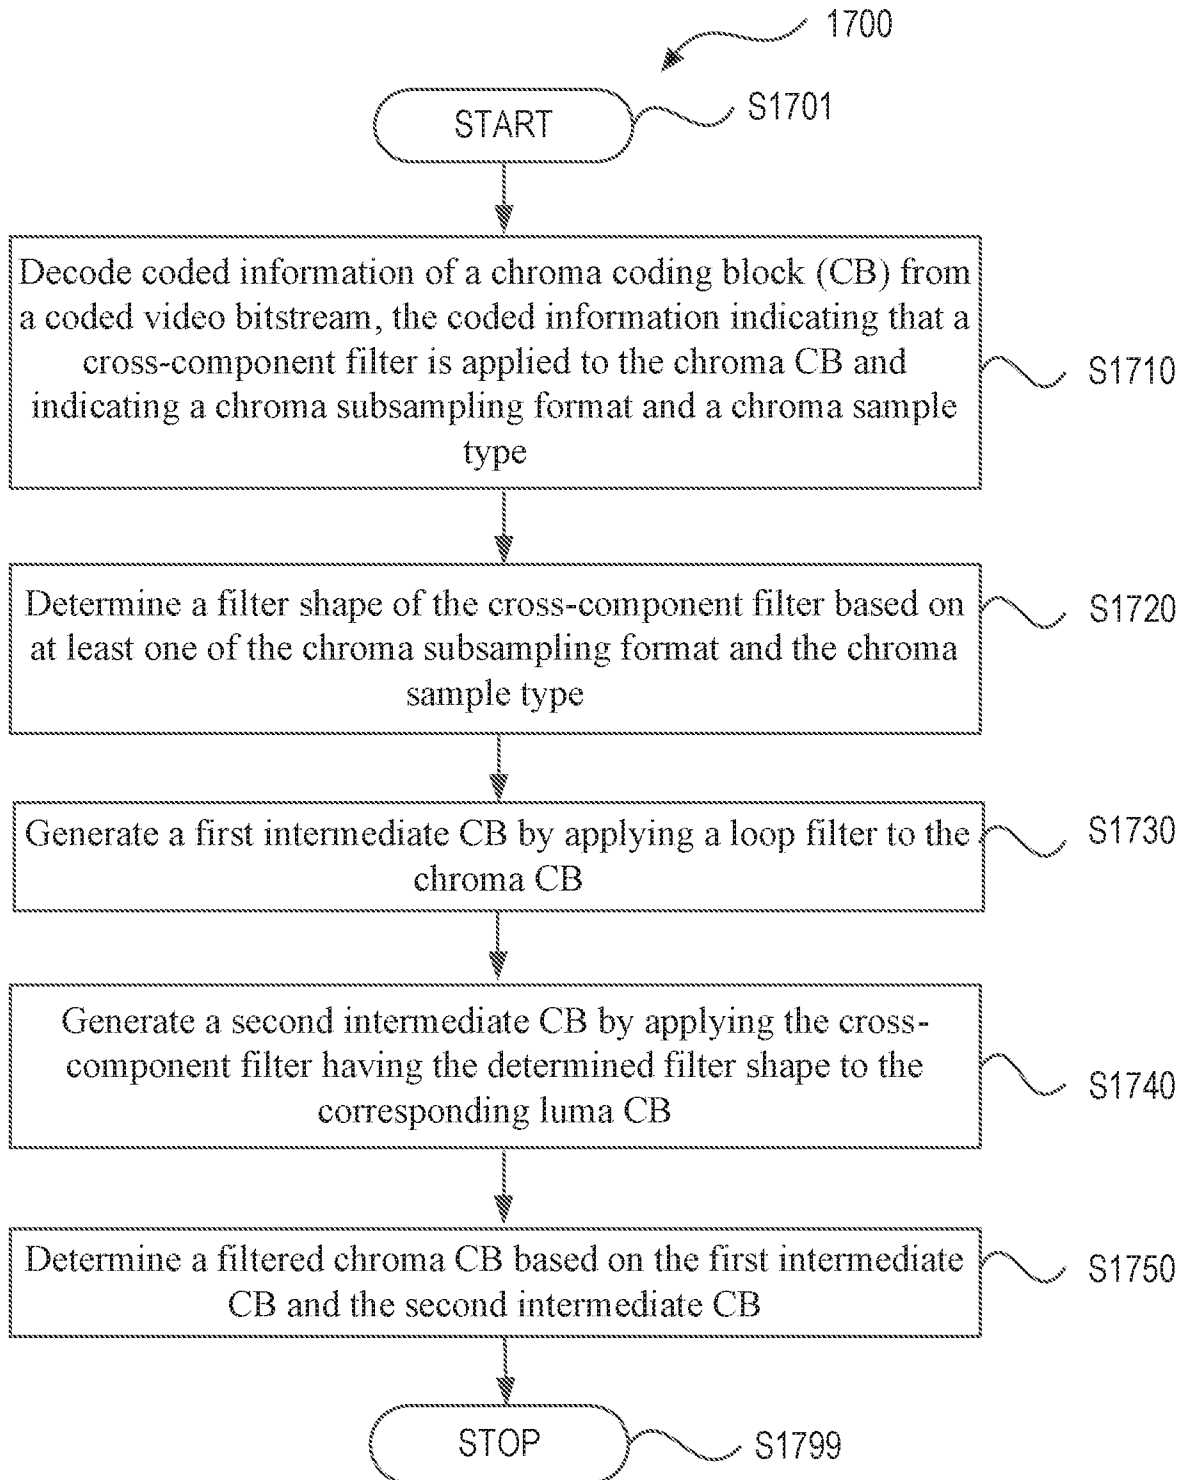 1700
START
S1701
Decode coded information of a chroma coding block (CB) from
a coded video bitstream, the coded information indicating that a
cross-component filter is applied to the chroma CB and
indicating a chroma subsampling format and a chroma sample
type
S1710
Determine a filter shape of the cross-component filter based on
at least one of the chroma subsampling format and the chroma
sample type
S1720
Generate a first intermediate CB by applying a loop filter to the
chroma CB
S1730
Generate a second intermediate CB by applying the cross-
component filter having the determined filter shape to the
corresponding luma CB
S1740
Determine a filtered chroma CB based on the first intermediate
CB and the second intermediate CB
S1750
STOP
S1799